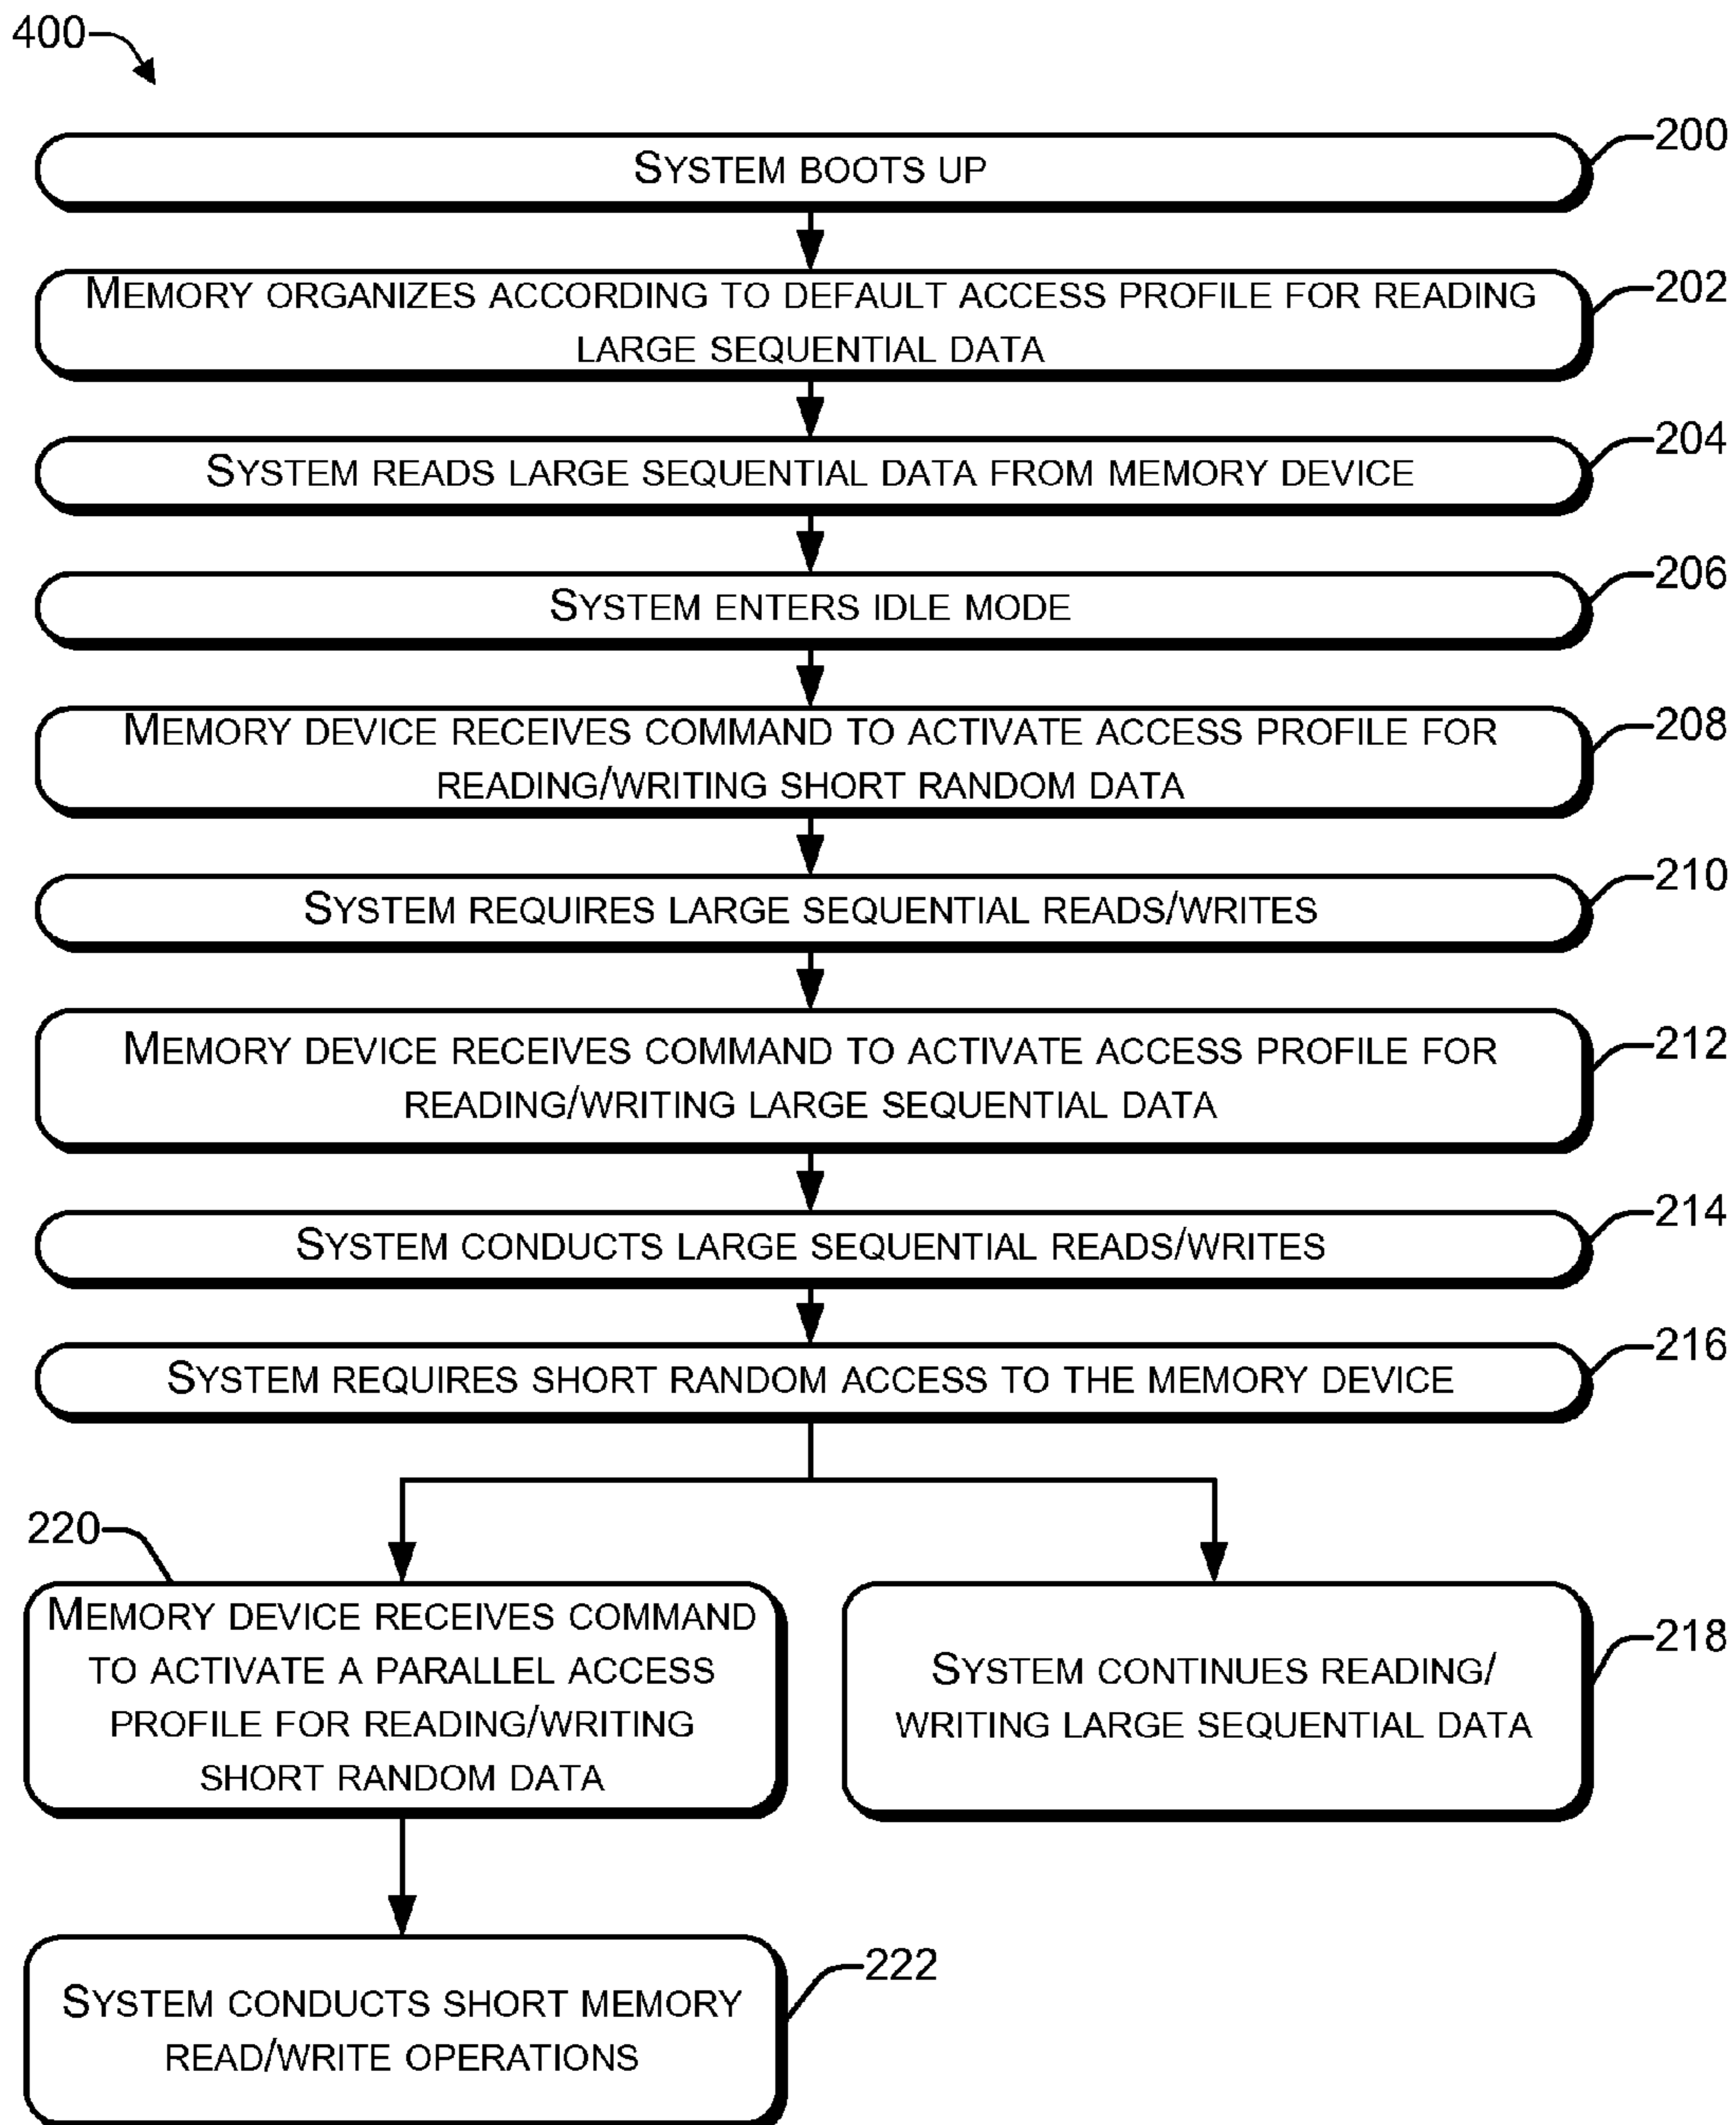 400
200
SYSTEM BOOTS UP
202
MEMORY ORGANIZES ACCORDING TO DEFAULT ACCESS PROFILE FOR READING
LARGE SEQUENTIAL DATA
204
SYSTEM READS LARGE SEQUENTIAL DATA FROM MEMORY DEVICE
206
SYSTEM ENTERS IDLE MODE
208
MEMORY DEVICE RECEIVES COMMAND TO ACTIVATE ACCESS PROFILE FOR
READING/WRITING SHORT RANDOM DATA
210
SYSTEM REQUIRES LARGE SEQUENTIAL READS/WRITES
212
MEMORY DEVICE RECEIVES COMMAND TO ACTIVATE ACCESS PROFILE FOR
READING/WRITING LARGE SEQUENTIAL DATA
214
SYSTEM CONDUCTS LARGE SEQUENTIAL READS/WRITES
216
SYSTEM REQUIRES SHORT RANDOM ACCESS TO THE MEMORY DEVICE
220
MEMORY DEVICE RECEIVES COMMAND
TO ACTIVATE A PARALLEL ACCESS
PROFILE FOR READING/WRITING
SHORT RANDOM DATA
218
SYSTEM CONTINUES READING/
WRITING LARGE SEQUENTIAL DATA
222
SYSTEM CONDUCTS SHORT MEMORY
READ/WRITE OPERATIONS